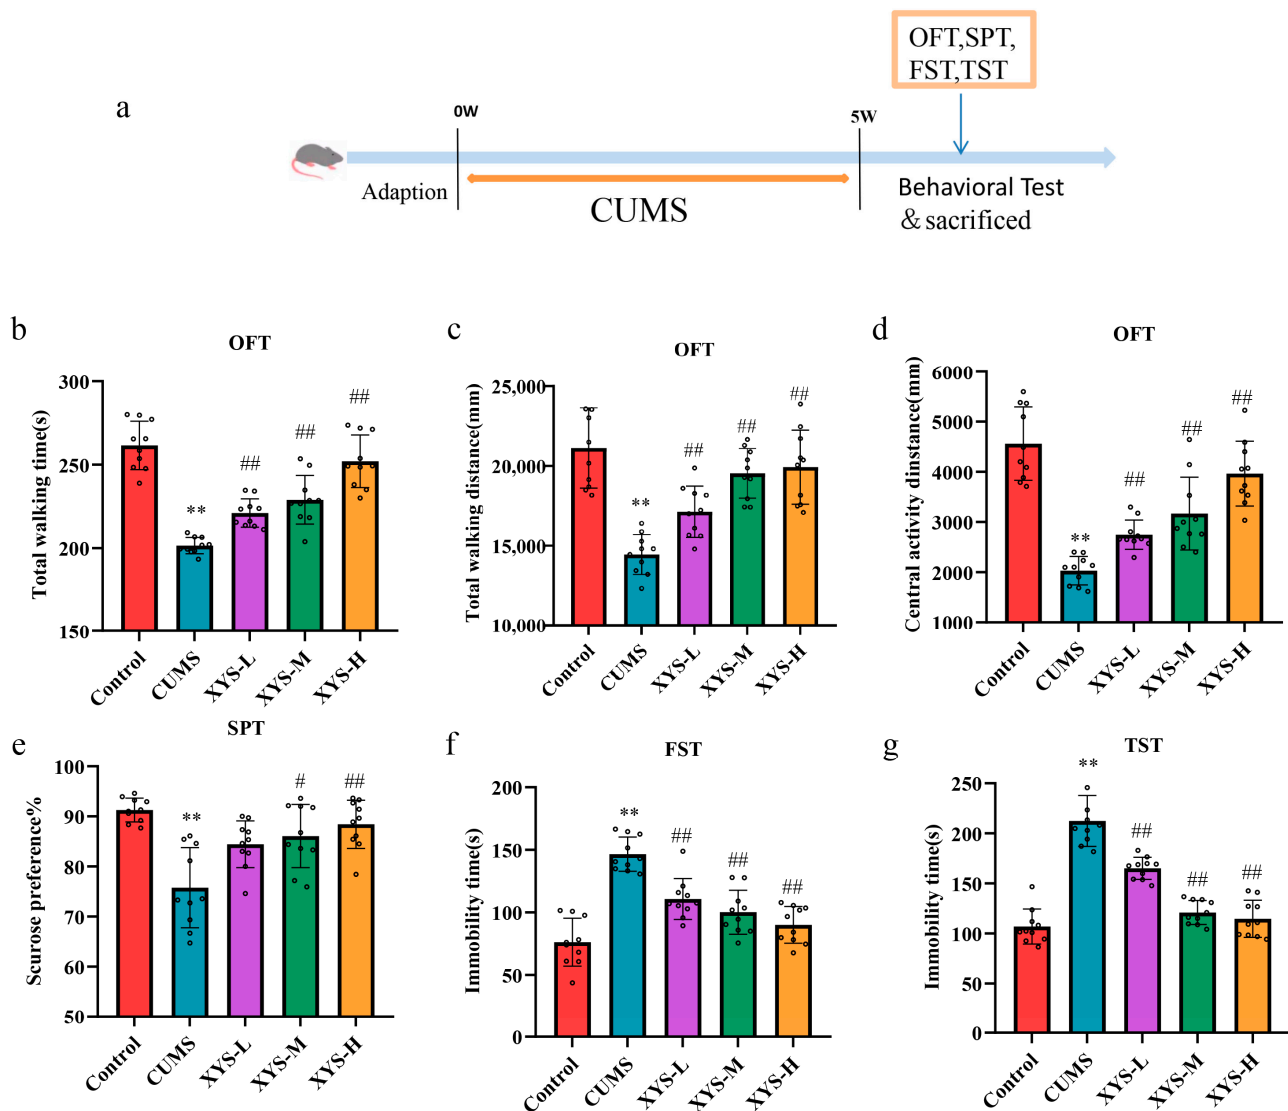 OFT,SPT,
FST,TST
a
0W
5W
Adaption
CUMS
Behavioral Test
& sacrificed
b
OFT
Total walking time(s)
300
250
200
150
**
##
##
##
Control
CUMS
XYS-L
XYS-M
XYS-H
c
OFT
Total walking distance(mm)
25,000
20,000
15,000
10,000
**
##
##
##
Control
CUMS
XYS-L
XYS-M
XYS-H
d
OFT
Central activity dinstance(mm)
6000
5000
4000
3000
2000
1000
**
##
##
##
Control
CUMS
XYS-L
XYS-M
XYS-H
e
SPT
Scurose preference%
100
90
80
70
60
50
**
#
##
Control
CUMS
XYS-L
XYS-M
XYS-H
f
FST
Immobility time(s)
200
150
100
50
0
**
##
##
##
Control
CUMS
XYS-L
XYS-M
XYS-H
g
TST
Immobility time(s)
250
200
150
100
50
0
**
##
##
##
Control
CUMS
XYS-L
XYS-M
XYS-H